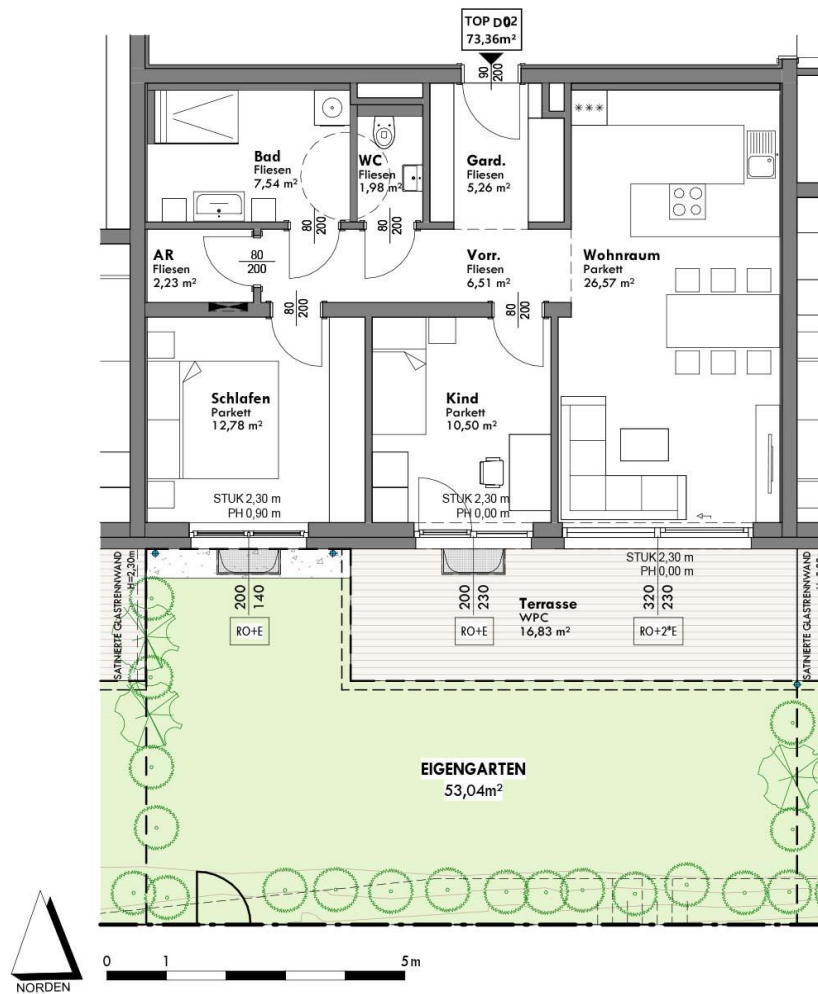 TOP D02
73,36m²
90
200
Bad
Fliesen
7,54 m²
WC
Fliesen
1,98 m²
Gard.
Fliesen
5,26 m²
80
200
80
200
AR
Fliesen
2,23 m²
80
200
Vorr.
Fliesen
6,51 m²
Wohnraum
Parkett
26,57 m²
80
200
80
200
Schlafen
Parkett
12,78 m²
Kind
Parkett
10,50 m²
STUK 2,30 m
PH 0,90 m
STUK 2,30 m
PH 0,00 m
STUK 2,30 m
PH 0,00 m
SATINIERTE GLASTRENNWAND
H=2,30m
200
140
RO+E
200
230
RO+E
Terrasse
WPC
16,83 m²
320
230
RO+2*E
SATINIERTE GLASTRENNWAND
EIGENGARTEN
53,04m²
NORDEN
0 1 5 m